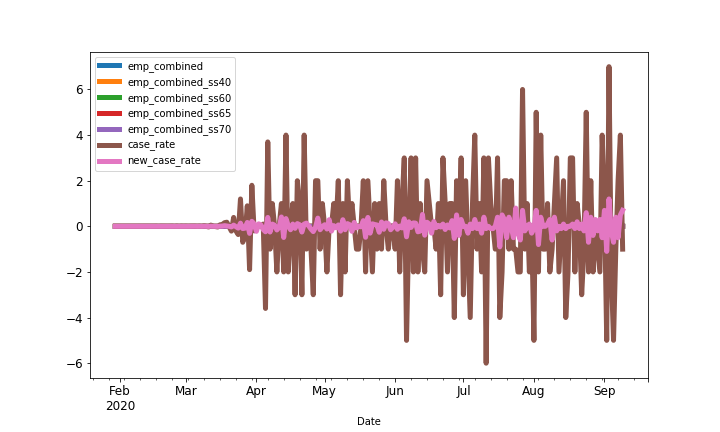 emp_combined
emp_combined_ss40
emp_combined_ss60
emp_combined_ss65
emp_combined_ss70
case_rate
new_case_rate
6
4
2
0
−2
−4
−6
Feb Mar Apr May Jun Jul Aug Sep
2020
Date